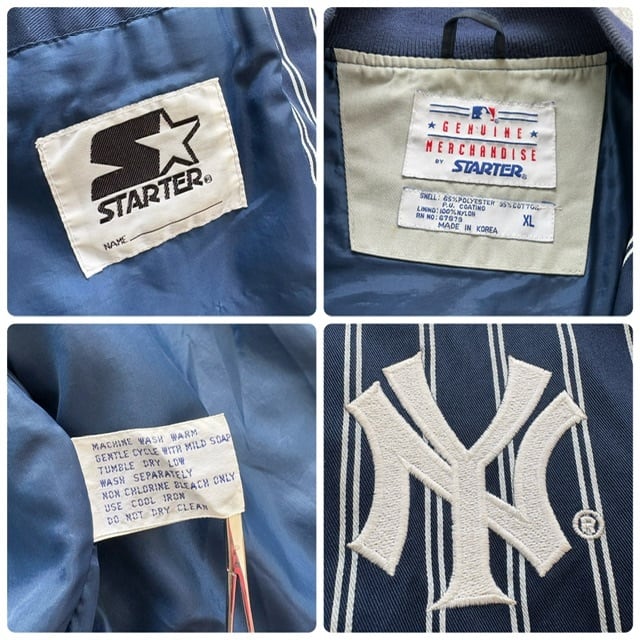 STARTER®
NAME
GENUINE
MERCHANDISE
BY STARTER®
SHELL: 65%POLYESTER 35%COTTON
P.U. COATING
LINING:100%NYLON
RN NO: 67979
MADE IN KOREA
XL
MACHINE WASH WARM
GENTLE CYCLE WITH MILD SOAP
TUMBLE DRY LOW
WASH SEPARATELY
NON CHLORINE BLEACH ONLY
USE COOL IRON
DO NOT DRY CLEAN
NY®